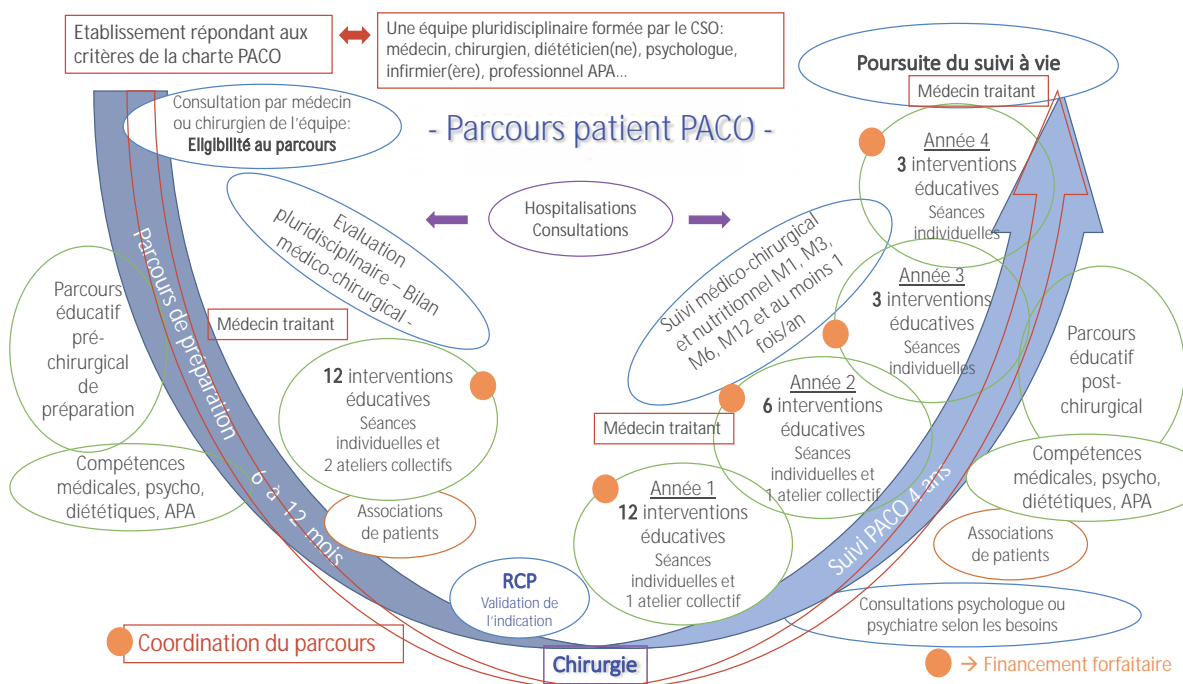 Etablissement répondant aux
critères de la charte PACO
Une équipe pluridisciplinaire formée par le CSO:
médecin, chirurgien, diététicien(ne), psychologue,
infirmier(ère), professionnel APA...
Poursuite du suivi à vie
Médecin traitant
Consultation par médecin
ou chirurgien de l'équipe:
Eligibilité au parcours
- Parcours patient PACO -
Année 4
3 interventions
éducatives
Séances
individuelles
Hospitalisations
Consultations
Evaluation
pluridisciplinaire – Bilan
médico-chirurgical -
Suivi médico-chirurgical
et nutritionnel M1, M3,
M6, M12 et au moins 1
fois/an
Année 3
3 interventions
éducatives
Séances
individuelles
Parcours de préparation 6 à 12 mois
Parcours
éducatif
pré-
chirurgical
de
préparation
Médecin traitant
12 interventions
éducatives
Séances
individuelles et
2 ateliers collectifs
Année 2
6 interventions
éducatives
Séances
individuelles et
1 atelier collectif
Médecin traitant
Parcours
éducatif
post-
chirurgical
Compétences
médicales, psycho,
diététiques, APA
Associations
de patients
Année 1
12 interventions
éducatives
Séances
individuelles et
1 atelier collectif
Suivi PACO 4 ans
Compétences
médicales, psycho,
diététiques, APA
Associations
de patients
RCP
Validation de
l'indication
Consultations psychologue ou
psychiatre selon les besoins
Coordination du parcours
Chirurgie
→ Financement forfaitaire